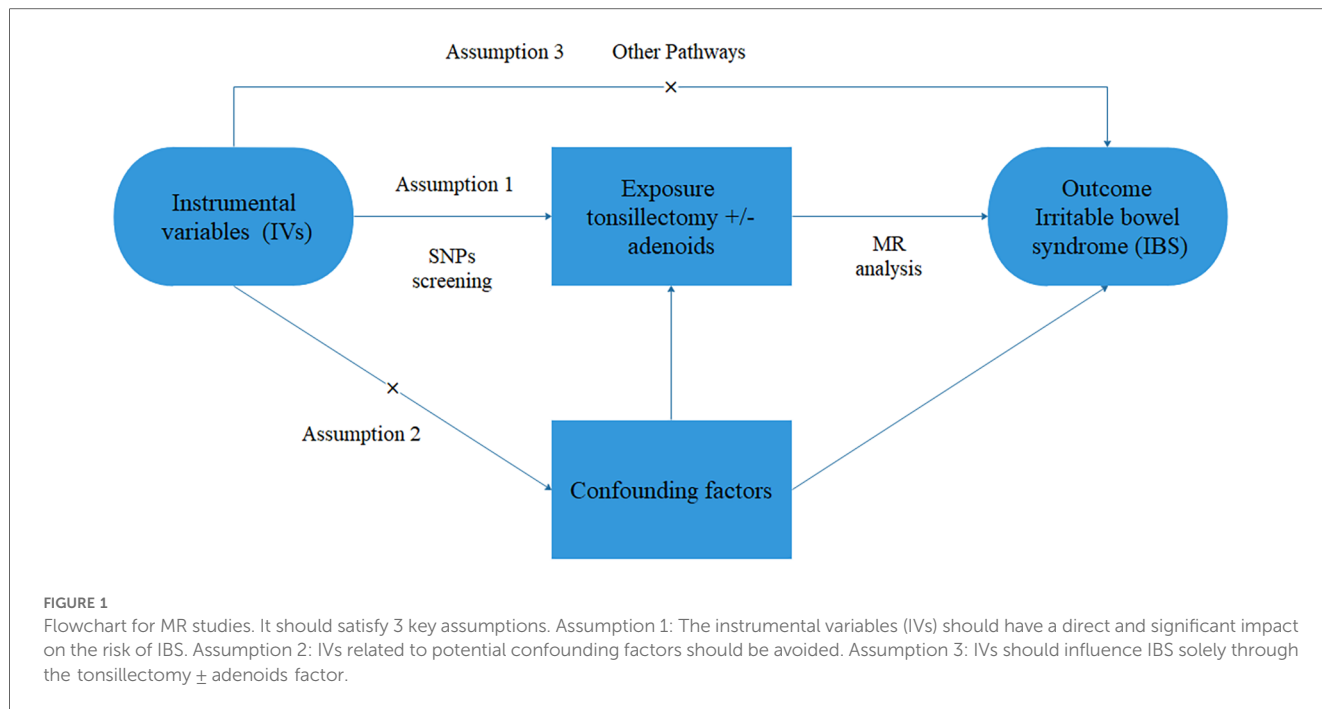 Assumption 3 Other Pathways
×
Instrumental
variables (IVs)
Assumption 1
SNPs
screening
Exposure
tonsillectomy +/-
adenoids
MR
analysis
Outcome
Irritable bowel
syndrome (IBS)
×
Assumption 2
Confounding factors
FIGURE 1
Flowchart for MR studies. It should satisfy 3 key assumptions. Assumption 1: The instrumental variables (IVs) should have a direct and significant impact
on the risk of IBS. Assumption 2: IVs related to potential confounding factors should be avoided. Assumption 3: IVs should influence IBS solely through
the tonsillectomy ± adenoids factor.